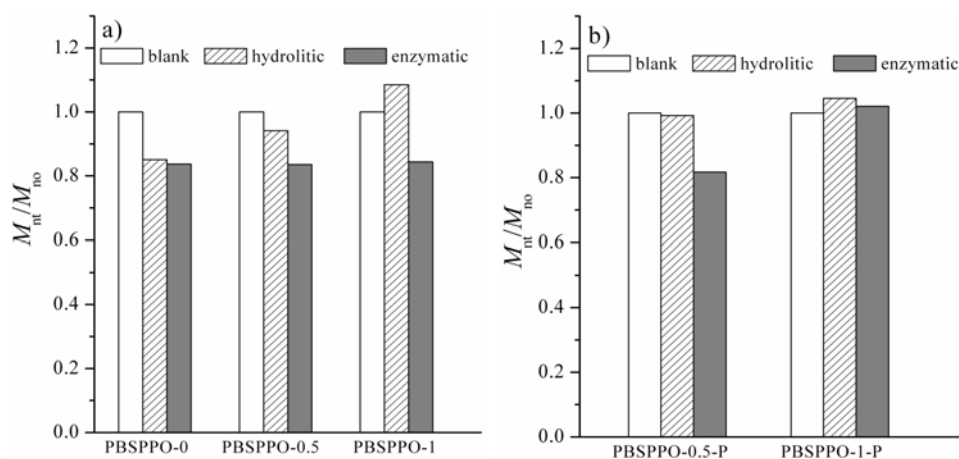 a)
1.2
blank hydrolitic enzymatic
1.0
0.8
0.6
0.4
0.2
0.0
Mnt/Mno
PBSPPO-0 PBSPPO-0.5 PBSPPO-1
b)
1.2
blank hydrolitic enzymatic
1.0
0.8
0.6
0.4
0.2
0.0
Mnt/Mno
PBSPPO-0.5-P PBSPPO-1-P